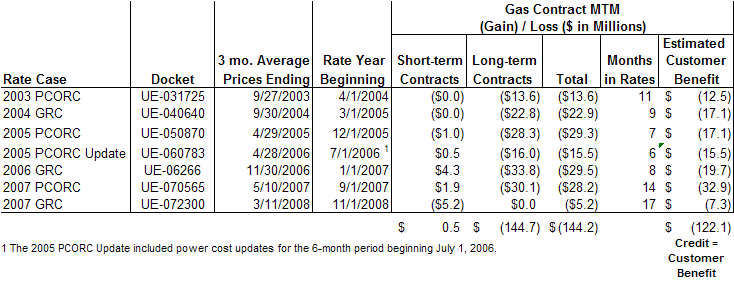 Gas Contract MTM
(Gain) / Loss ($ in Millions)
Estimated
3 mo. Average Rate Year Short-term Long-term Months Customer
Rate Case Docket Prices Ending Beginning Contracts Contracts Total in Rates Benefit
2003 PCORC UE-031725 9/27/2003 4/1/2004 ($0.0) ($13.6) ($13.6) 11 $ (12.5)
2004 GRC UE-040640 9/30/2004 3/1/2005 ($0.0) ($22.8) ($22.9) 9 $ (17.1)
2005 PCORC UE-050870 4/29/2005 12/1/2005 ($1.0) ($28.3) ($29.3) 7 $ (17.1)
2005 PCORC Update UE-060783 4/28/2006 7/1/2006 1 $0.5 ($16.0) ($15.5) 6 $ (15.5)
2006 GRC UE-06266 11/30/2006 1/1/2007 $4.3 ($33.8) ($29.5) 8 $ (19.7)
2007 PCORC UE-070565 5/10/2007 9/1/2007 $1.9 ($30.1) ($28.2) 14 $ (32.9)
2007 GRC UE-072300 3/11/2008 11/1/2008 ($5.2) $0.0 ($5.2) 17 $ (7.3)
$ 0.5 $ (144.7) $ (144.2) $ (122.1)
1 The 2005 PCORC Update included power cost updates for the 6-month period beginning July 1, 2006.
Credit =
Customer
Benefit